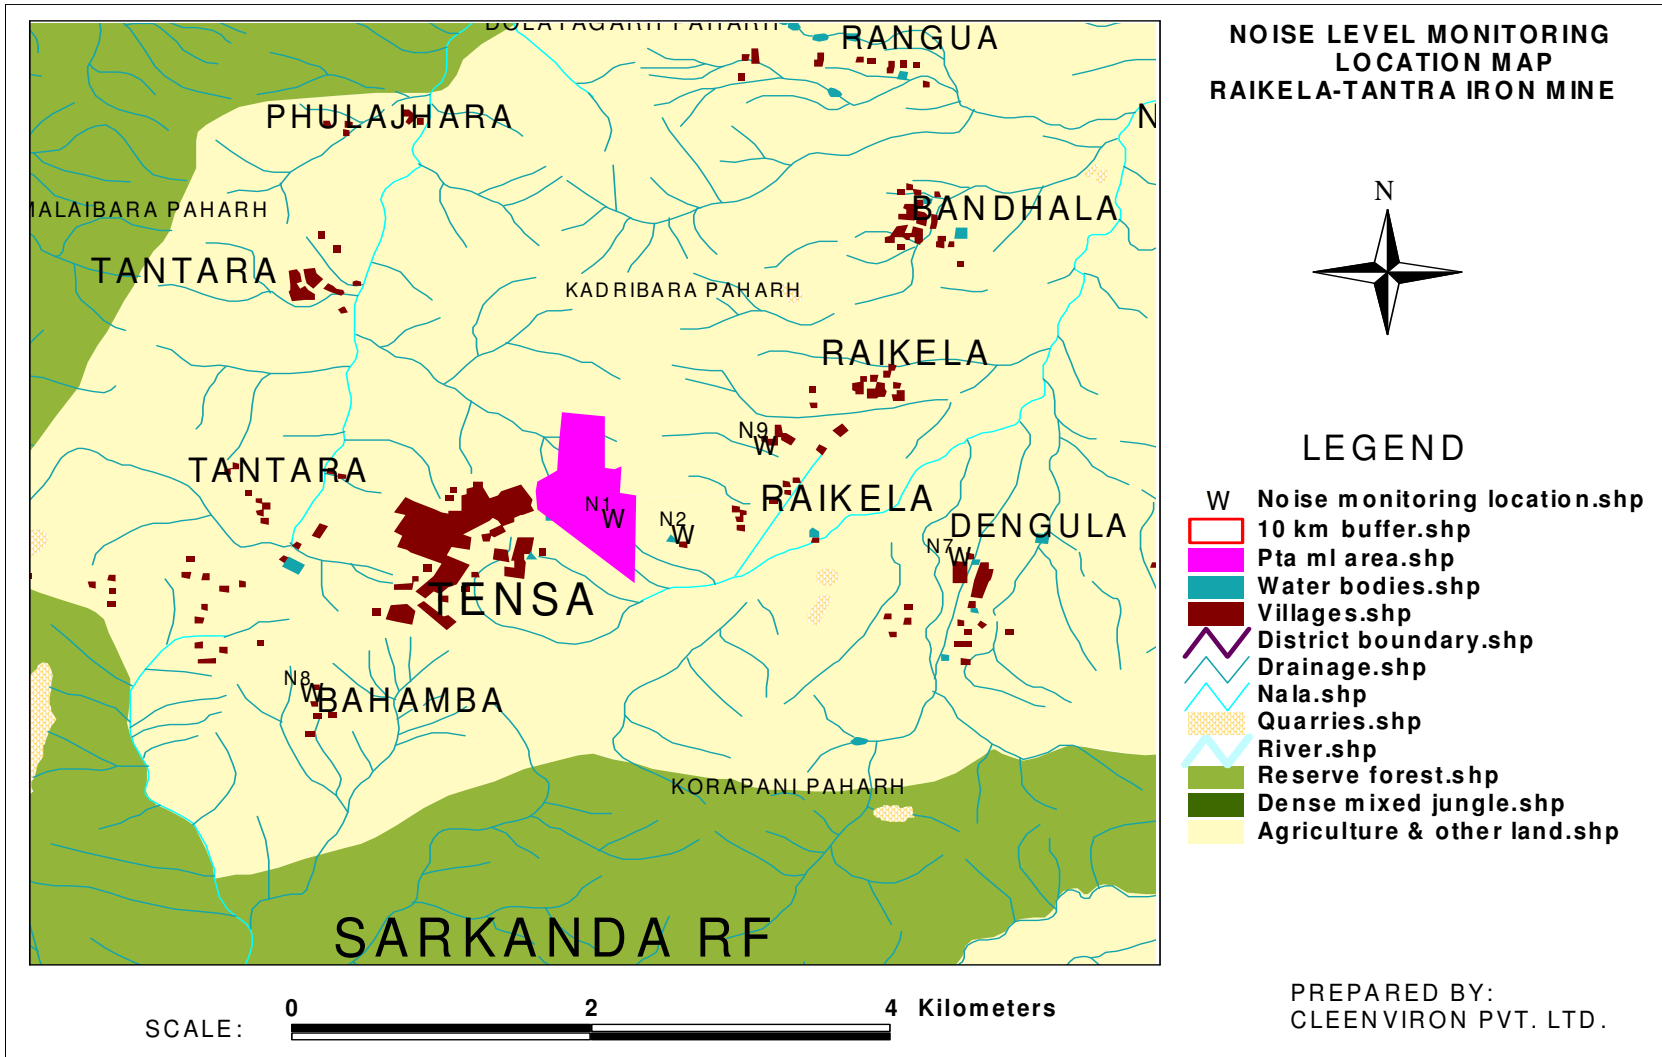 DOLATAGARH PAHARH
RANGUA
PHULAJHARA
N
MALAIBARA PAHARH
BANDHALA
TANTARA
KADRIBARA PAHARH
RAIKELA
N9
W
TANTARA
RAIKELA
N1
W
N2
W
DENGULA
N7
W
TENSA
N8
W
BAHAMBA
KORAPANI PAHARH
SARKANDA RF
SCALE:
0 2 4 Kilometers
NOISE LEVEL MONITORING
LOCATION MAP
RAIKELA-TANTRA IRON MINE
N
LEGEND
W Noise monitoring location.shp
10 km buffer.shp
Pta ml area.shp
Water bodies.shp
Villages.shp
District boundary.shp
Drainage.shp
Nala.shp
Quarries.shp
River.shp
Reserve forest.shp
Dense mixed jungle.shp
Agriculture & other land.shp
PREPARED BY:
CLEENVIRON PVT. LTD.